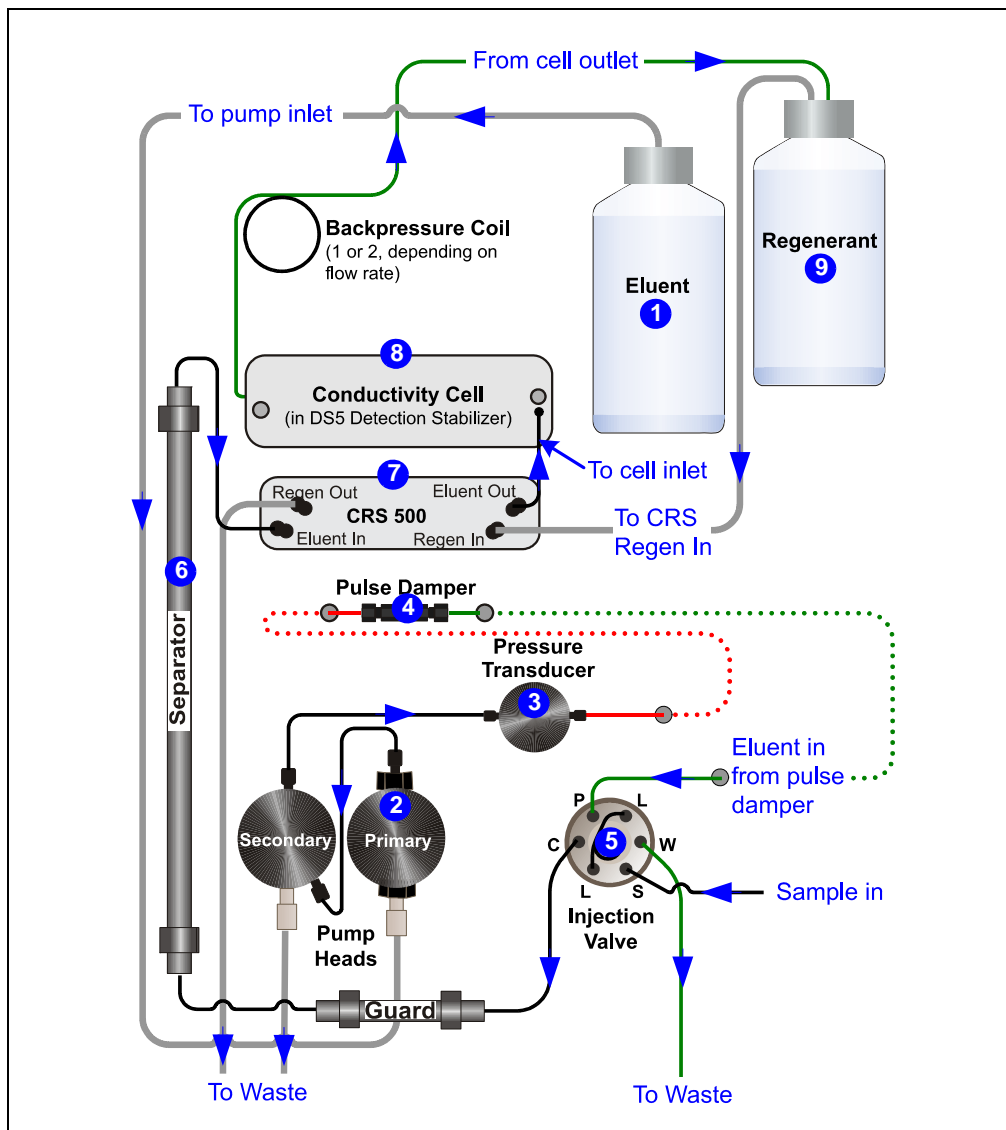 From cell outlet
To pump inlet
Backpressure Coil
(1 or 2, depending on
flow rate)
Eluent
1
Regenerant
9
8
Conductivity Cell
(in DS5 Detection Stabilizer)
To cell inlet
7
Regen Out
Eluent Out
CRS 500
Eluent In
Regen In
To CRS
Regen In
6
Separator
Pulse Damper
4
Pressure
Transducer
3
Eluent in
from pulse
damper
2
Secondary
Primary
Pump
Heads
P
L
C
5
W
L
S
Sample in
Injection
Valve
Guard
To Waste
To Waste